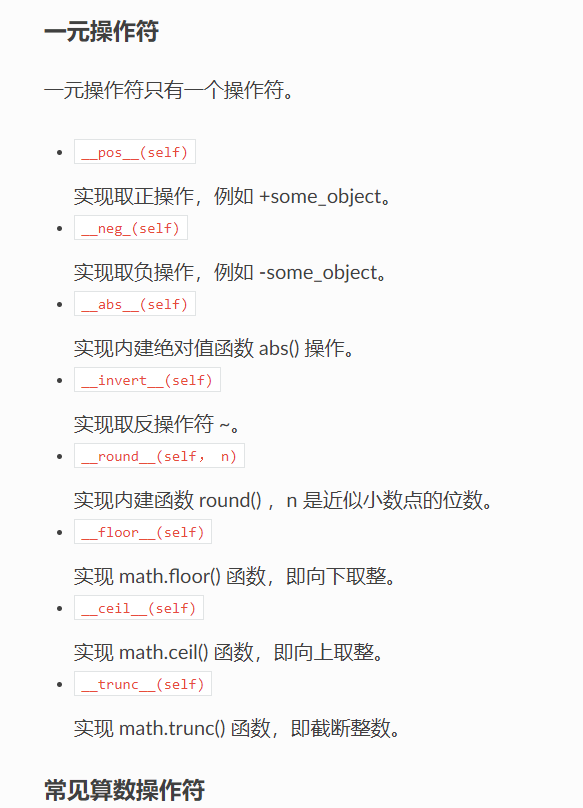 一元操作符
一元操作符只有一个操作符。
__pos__(self)
实现取正操作，例如 +some_object。
__neg_(self)
实现取负操作，例如 -some_object。
__abs__(self)
实现内建绝对值函数 abs() 操作。
__invert__(self)
实现取反操作符 ~。
__round__(self， n)
实现内建函数 round() ，n 是近似小数点的位数。
__floor__(self)
实现 math.floor() 函数，即向下取整。
__ceil__(self)
实现 math.ceil() 函数，即向上取整。
__trunc__(self)
实现 math.trunc() 函数，即截断整数。
常见算数操作符